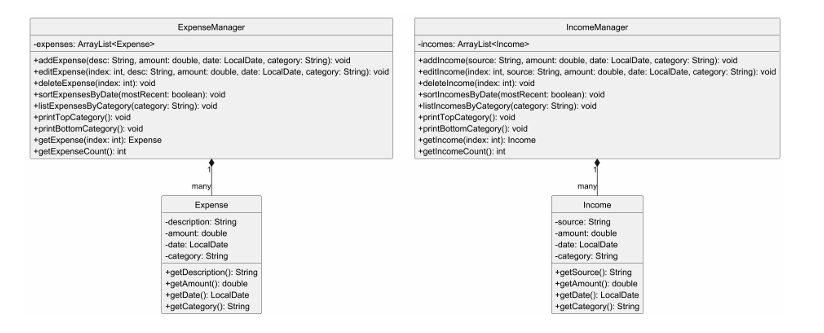 ExpenseManager
-expenses: ArrayList<Expense>
+addExpense(desc: String, amount: double, date: LocalDate, category: String): void
+editExpense(index: int, desc: String, amount: double, date: LocalDate, category: String): void
+deleteExpense(index: int): void
+sortExpensesByDate(mostRecent: boolean): void
+listExpensesByCategory(category: String): void
+printTopCategory(): void
+printBottomCategory(): void
+getExpense(index: int): Expense
+getExpenseCount(): int
1
many
Expense
-description: String
-amount: double
-date: LocalDate
-category: String
+getDescription(): String
+getAmount(): double
+getDate(): LocalDate
+getCategory(): String
IncomeManager
-incomes: ArrayList<Income>
+addIncome(source: String, amount: double, date: LocalDate, category: String): void
+editIncome(index: int, source: String, amount: double, date: LocalDate, category: String): void
+deleteIncome(index: int): void
+sortIncomesByDate(mostRecent: boolean): void
+listIncomesByCategory(category: String): void
+printTopCategory(): void
+printBottomCategory(): void
+getIncome(index: int): Income
+getIncomeCount(): int
1
many
Income
-source: String
-amount: double
-date: LocalDate
-category: String
+getSource(): String
+getAmount(): double
+getDate(): LocalDate
+getCategory(): String